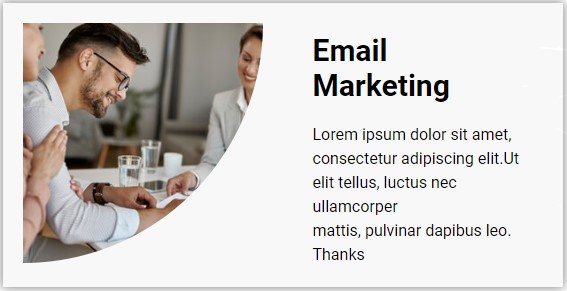 Email
Marketing
Lorem ipsum dolor sit amet,
consectetur adipiscing elit.Ut
elit tellus, luctus nec
ullamcorper
mattis, pulvinar dapibus leo.
Thanks